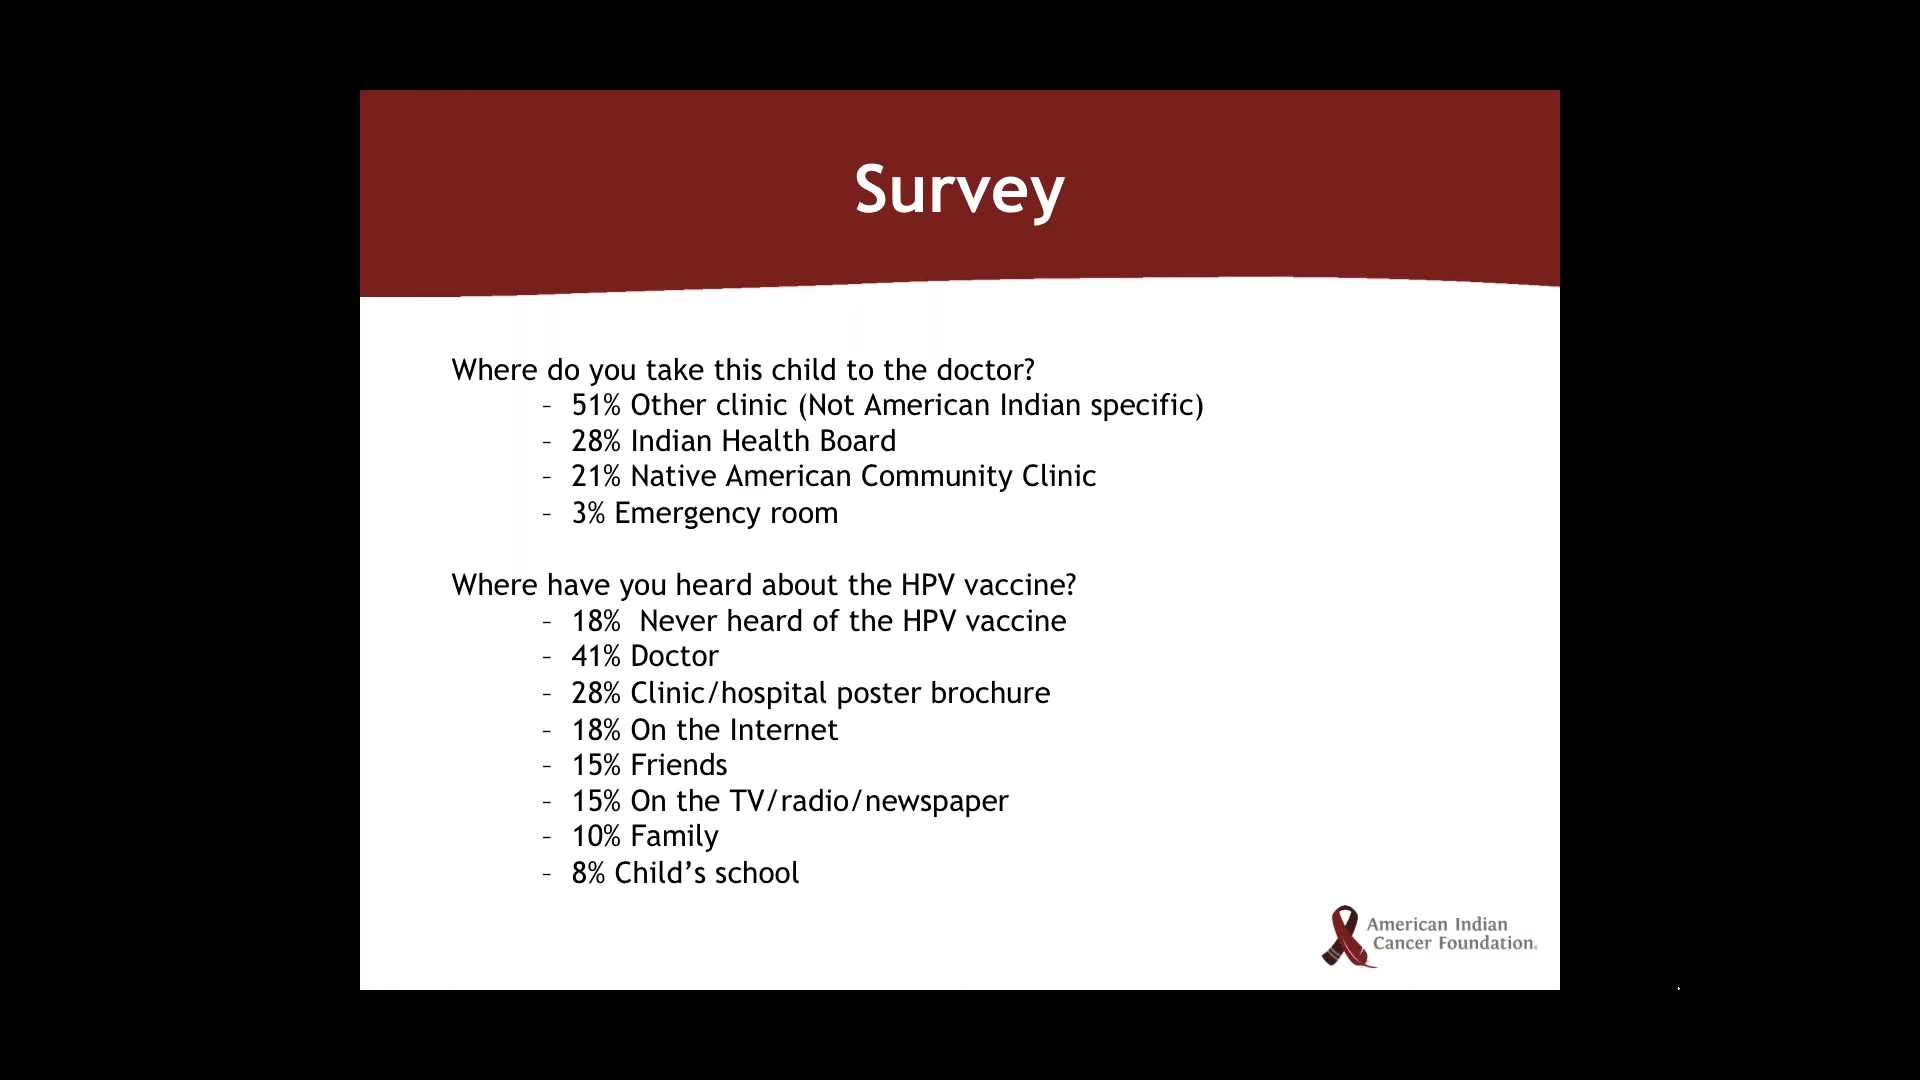 Survey
Where do you take this child to the doctor?
– 51% Other clinic (Not American Indian specific)
– 28% Indian Health Board
– 21% Native American Community Clinic
– 3% Emergency room
Where have you heard about the HPV vaccine?
– 18%  Never heard of the HPV vaccine
– 41% Doctor
– 28% Clinic/hospital poster brochure
– 18% On the Internet
– 15% Friends
– 15% On the TV/radio/newspaper
– 10% Family
– 8% Child’s school
American Indian
Cancer Foundation.